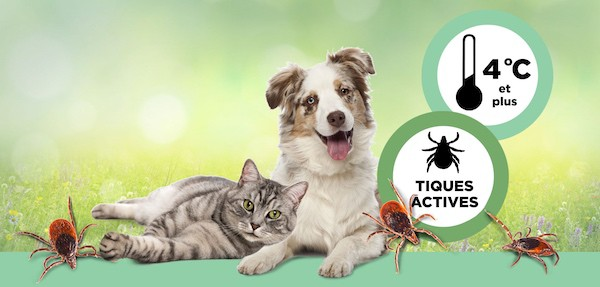 4°C
et
plus
TIQUES
ACTIVES